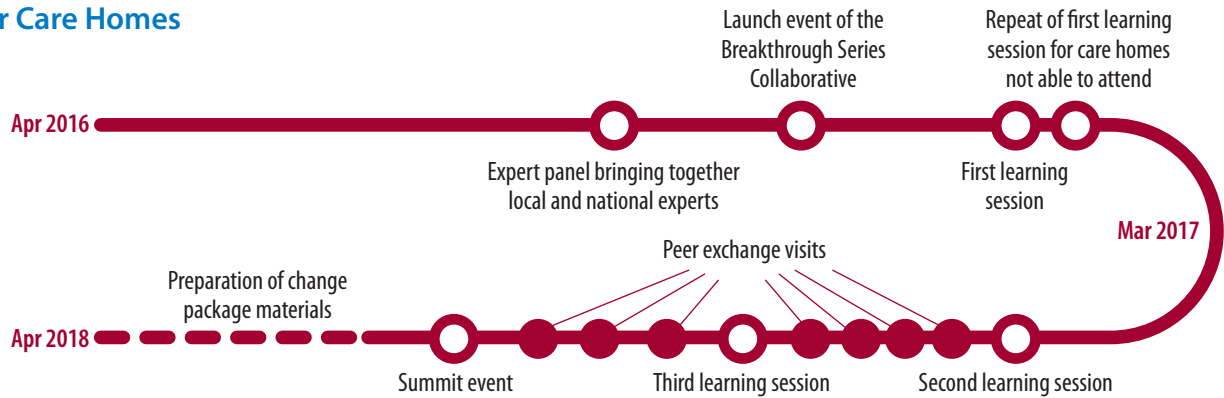 r Care Homes
Launch event of the
Breakthrough Series
Collaborative
Repeat of first learning
session for care homes
not able to attend
Apr 2016
Expert panel bringing together
local and national experts
First learning
session
Mar 2017
Peer exchange visits
Preparation of change
package materials
Apr 2018
Summit event
Third learning session
Second learning session